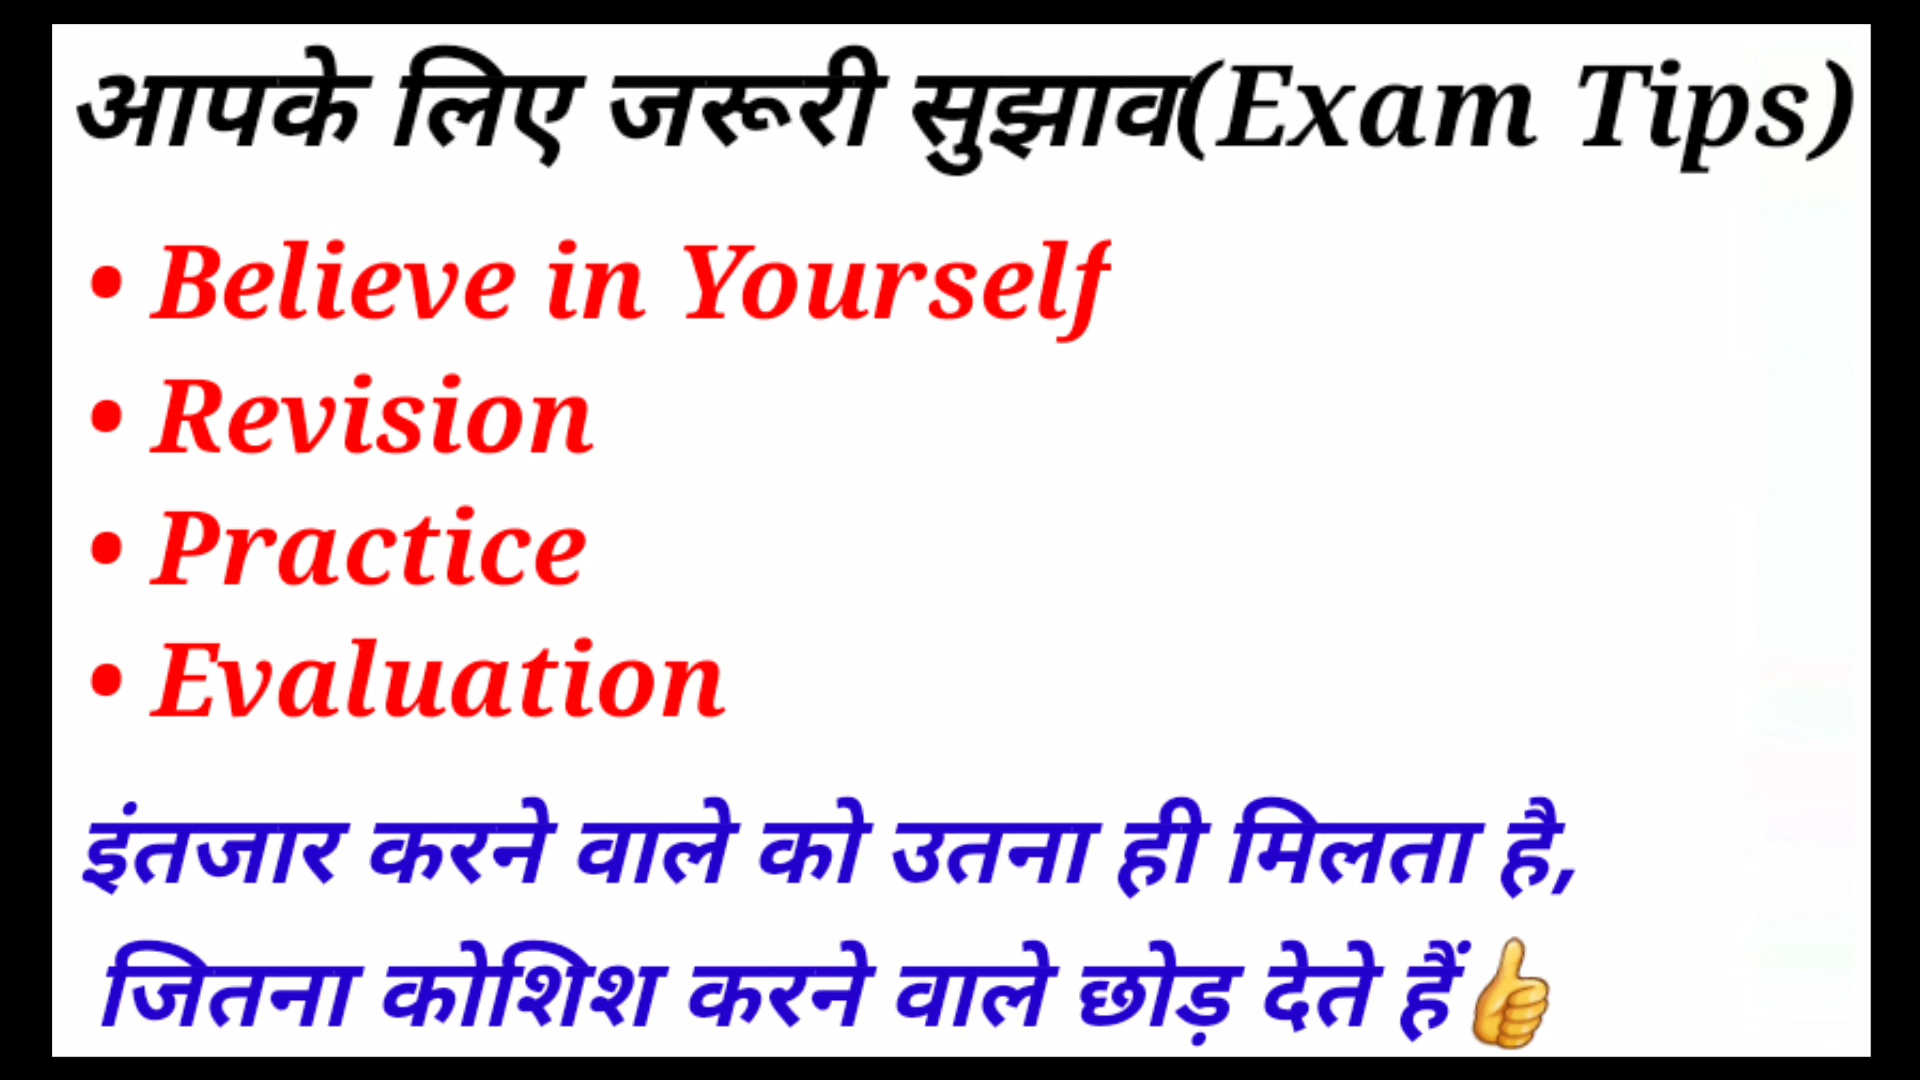 आपके लिए जरूरी सुझाव(Exam Tips)
• Believe in Yourself
• Revision
• Practice
• Evaluation
इंतजार करने वाले को उतना ही मिलता है,
जितना कोशिश करने वाले छोड़ देते हैं👍